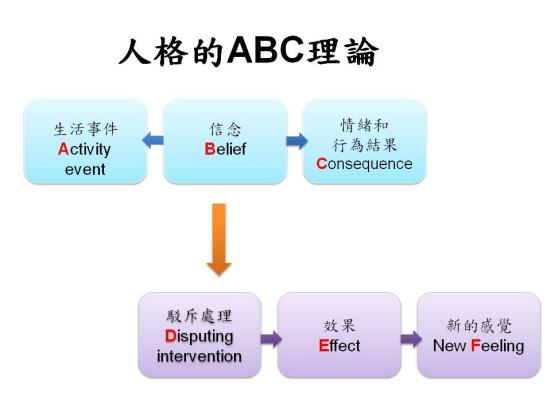 人格的ABC理論
生活事件
Activity
event
信念
Belief
情緒和
行為結果
Consequence
駁斥處理
Disputing
intervention
效果
Effect
新的感覺
New Feeling